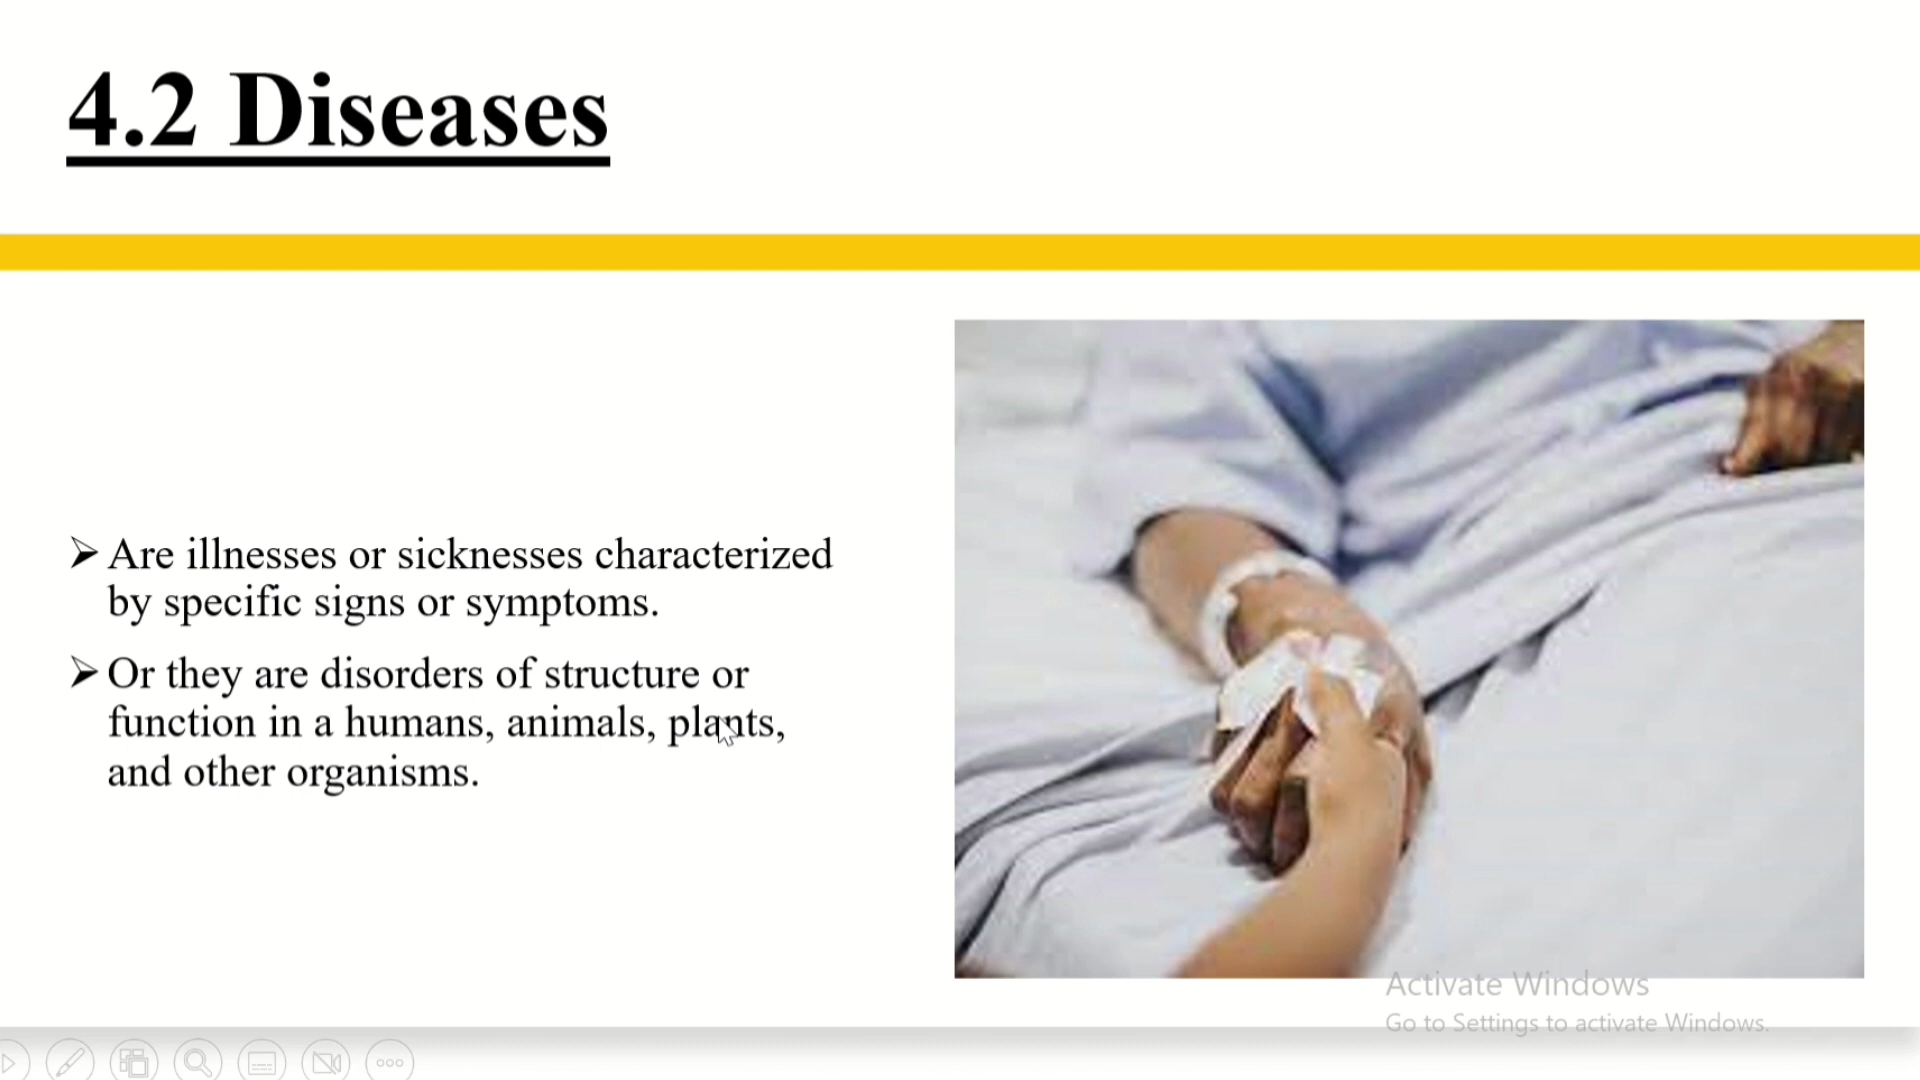 4.2 Diseases
➢ Are illnesses or sicknesses characterized
by specific signs or symptoms.
➢ Or they are disorders of structure or
function in a humans, animals, plants,
and other organisms.
Activate Windows
Go to Settings to activate Windows.